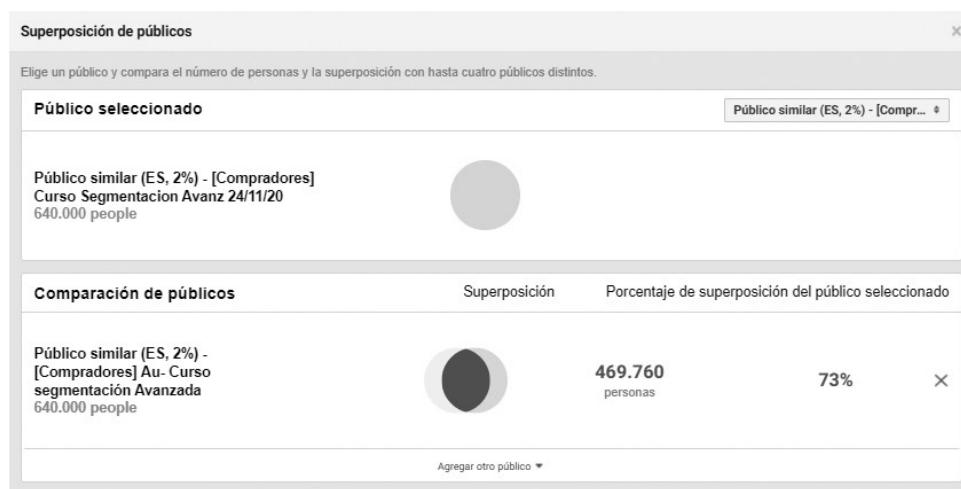 Superposición de públicos
×
Elige un público y compara el número de personas y la superposición con hasta cuatro públicos distintos.
Público seleccionado
Público similar (ES, 2%) - [Compr...
Público similar (ES, 2%) - [Compradores]
Curso Segmentacion Avanz 24/11/20
640.000 people
Comparación de públicos
Superposición
Porcentaje de superposición del público seleccionado
Público similar (ES, 2%) -
[Compradores] Au- Curso
segmentación Avanzada
640.000 people
469.760
personas
73%
×
Agregar otro público